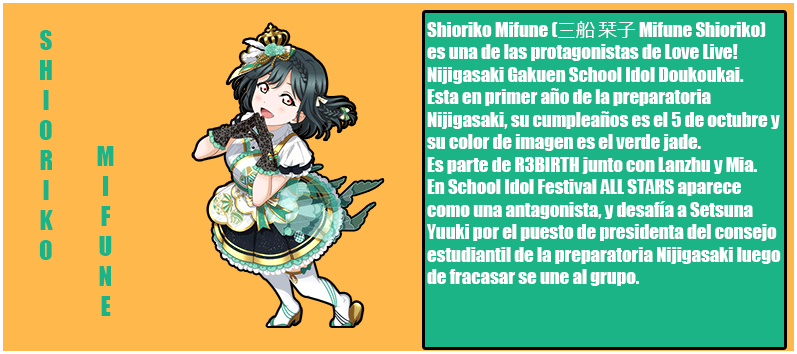 SHIORIKO
MIFUNE
Shioriko Mifune (三船 栞子 Mifune Shioriko)
es una de las protagonistas de Love Live!
Nijigasaki Gakuen School Idol Doukoukai.
Esta en primer año de la preparatoria
Nijigasaki, su cumpleaños es el 5 de octubre y
su color de imagen es el verde jade.
Es parte de R3BIRTH junto con Lanzhu y Mia.
En School Idol Festival ALL STARS aparece
como una antagonista, y desafía a Setsuna
Yuuki por el puesto de presidenta del consejo
estudiantil de la preparatoria Nijigasaki luego
de fracasar se une al grupo.